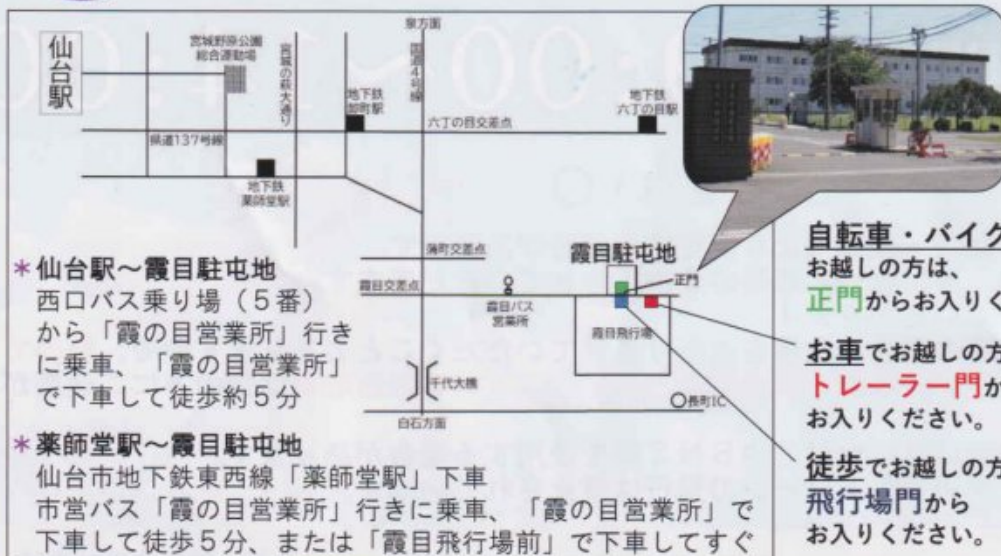 仙台駅
宮城野原公園
総合運動場
宮城の萩大通り
泉方面
国道4号線
地下鉄
卸町駅
地下鉄
六丁の目駅
県道137号線
六丁の目交差点
地下鉄
薬師堂駅
蒲町交差点
霞目駐屯地
正門
霞目交差点
霞目バス
営業所
霞目飛行場
千代大橋
長町IC
白石方面
*仙台駅～霞目駐屯地
西口バス乗り場（5番）
から「霞の目営業所」行き
に乗車、「霞の目営業所」
で下車して徒歩約5分
*薬師堂駅～霞目駐屯地
仙台市地下鉄東西線「薬師堂駅」下車
市営バス「霞の目営業所」行きに乗車、「霞の目営業所」で
下車して徒歩5分、または「霞目飛行場前」で下車してすぐ
自転車・バイク
お越しの方は、
正門からお入りく
お車でお越しの方
トレーラー門か
お入りください。
徒歩でお越しの方
飛行場門から
お入りください。